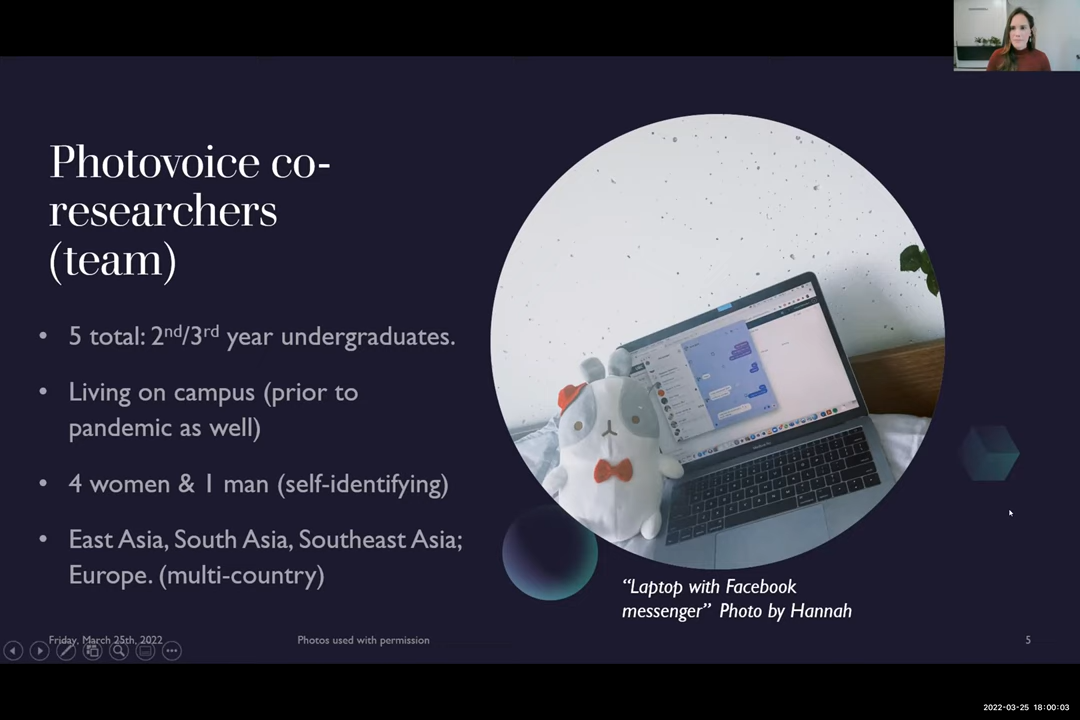 Photovoice co-
researchers
(team)
• 5 total: 2nd/3rd year undergraduates.
• Living on campus (prior to
pandemic as well)
• 4 women & 1 man (self-identifying)
• East Asia, South Asia, Southeast Asia;
Europe. (multi-country)
“Laptop with Facebook
messenger” Photo by Hannah
Friday, March 25th, 2022
Photos used with permission
5
2022-03-25 18:00:03